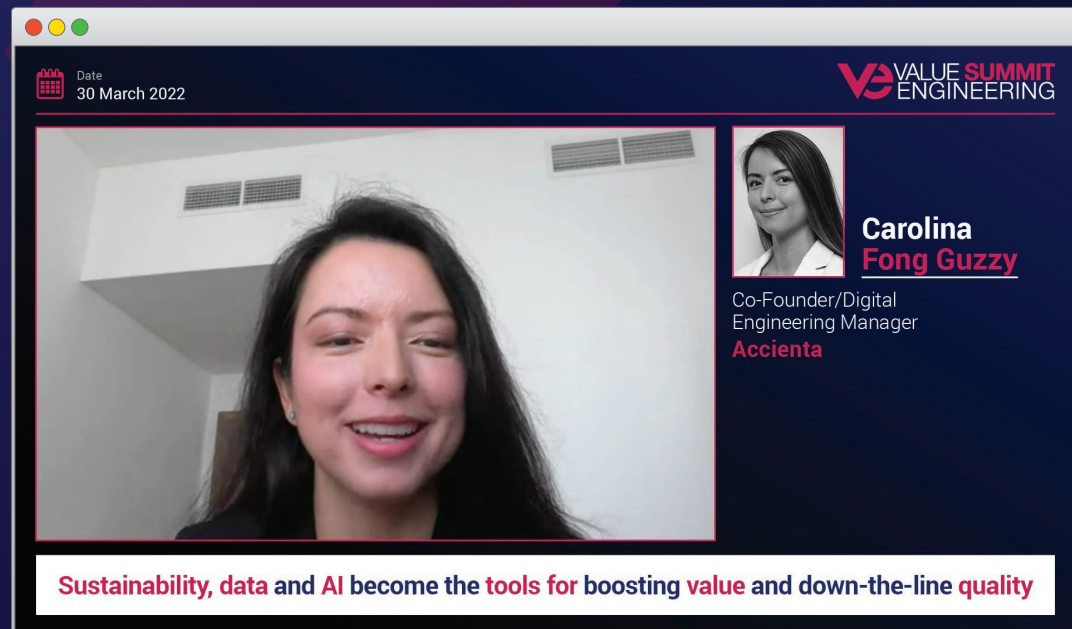 Date
30 March 2022
VE VALUE SUMMIT
ENGINEERING
Carolina
Fong Guzzy
Co-Founder/Digital
Engineering Manager
Accienta
Sustainability, data and AI become the tools for boosting value and down-the-line quality